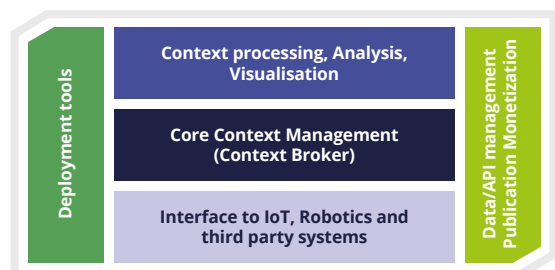 Deployment tools
Context processing, Analysis,
Visualisation
Core Context Management
(Context Broker)
Interface to IoT, Robotics and
third party systems
Data/API management
Publication Monetization